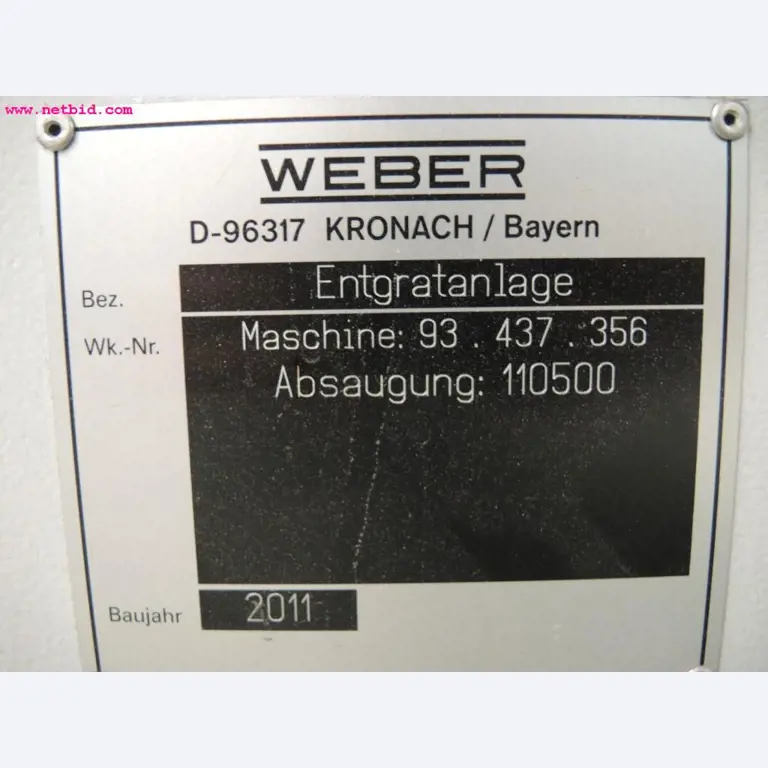 www.netbid.com
WEBER
D-96317 KRONACH / Bayern
Bez. Entgratanlage
Wk.-Nr. Maschine: 93 . 437 . 356
Absaugung: 110500
Baujahr 2011